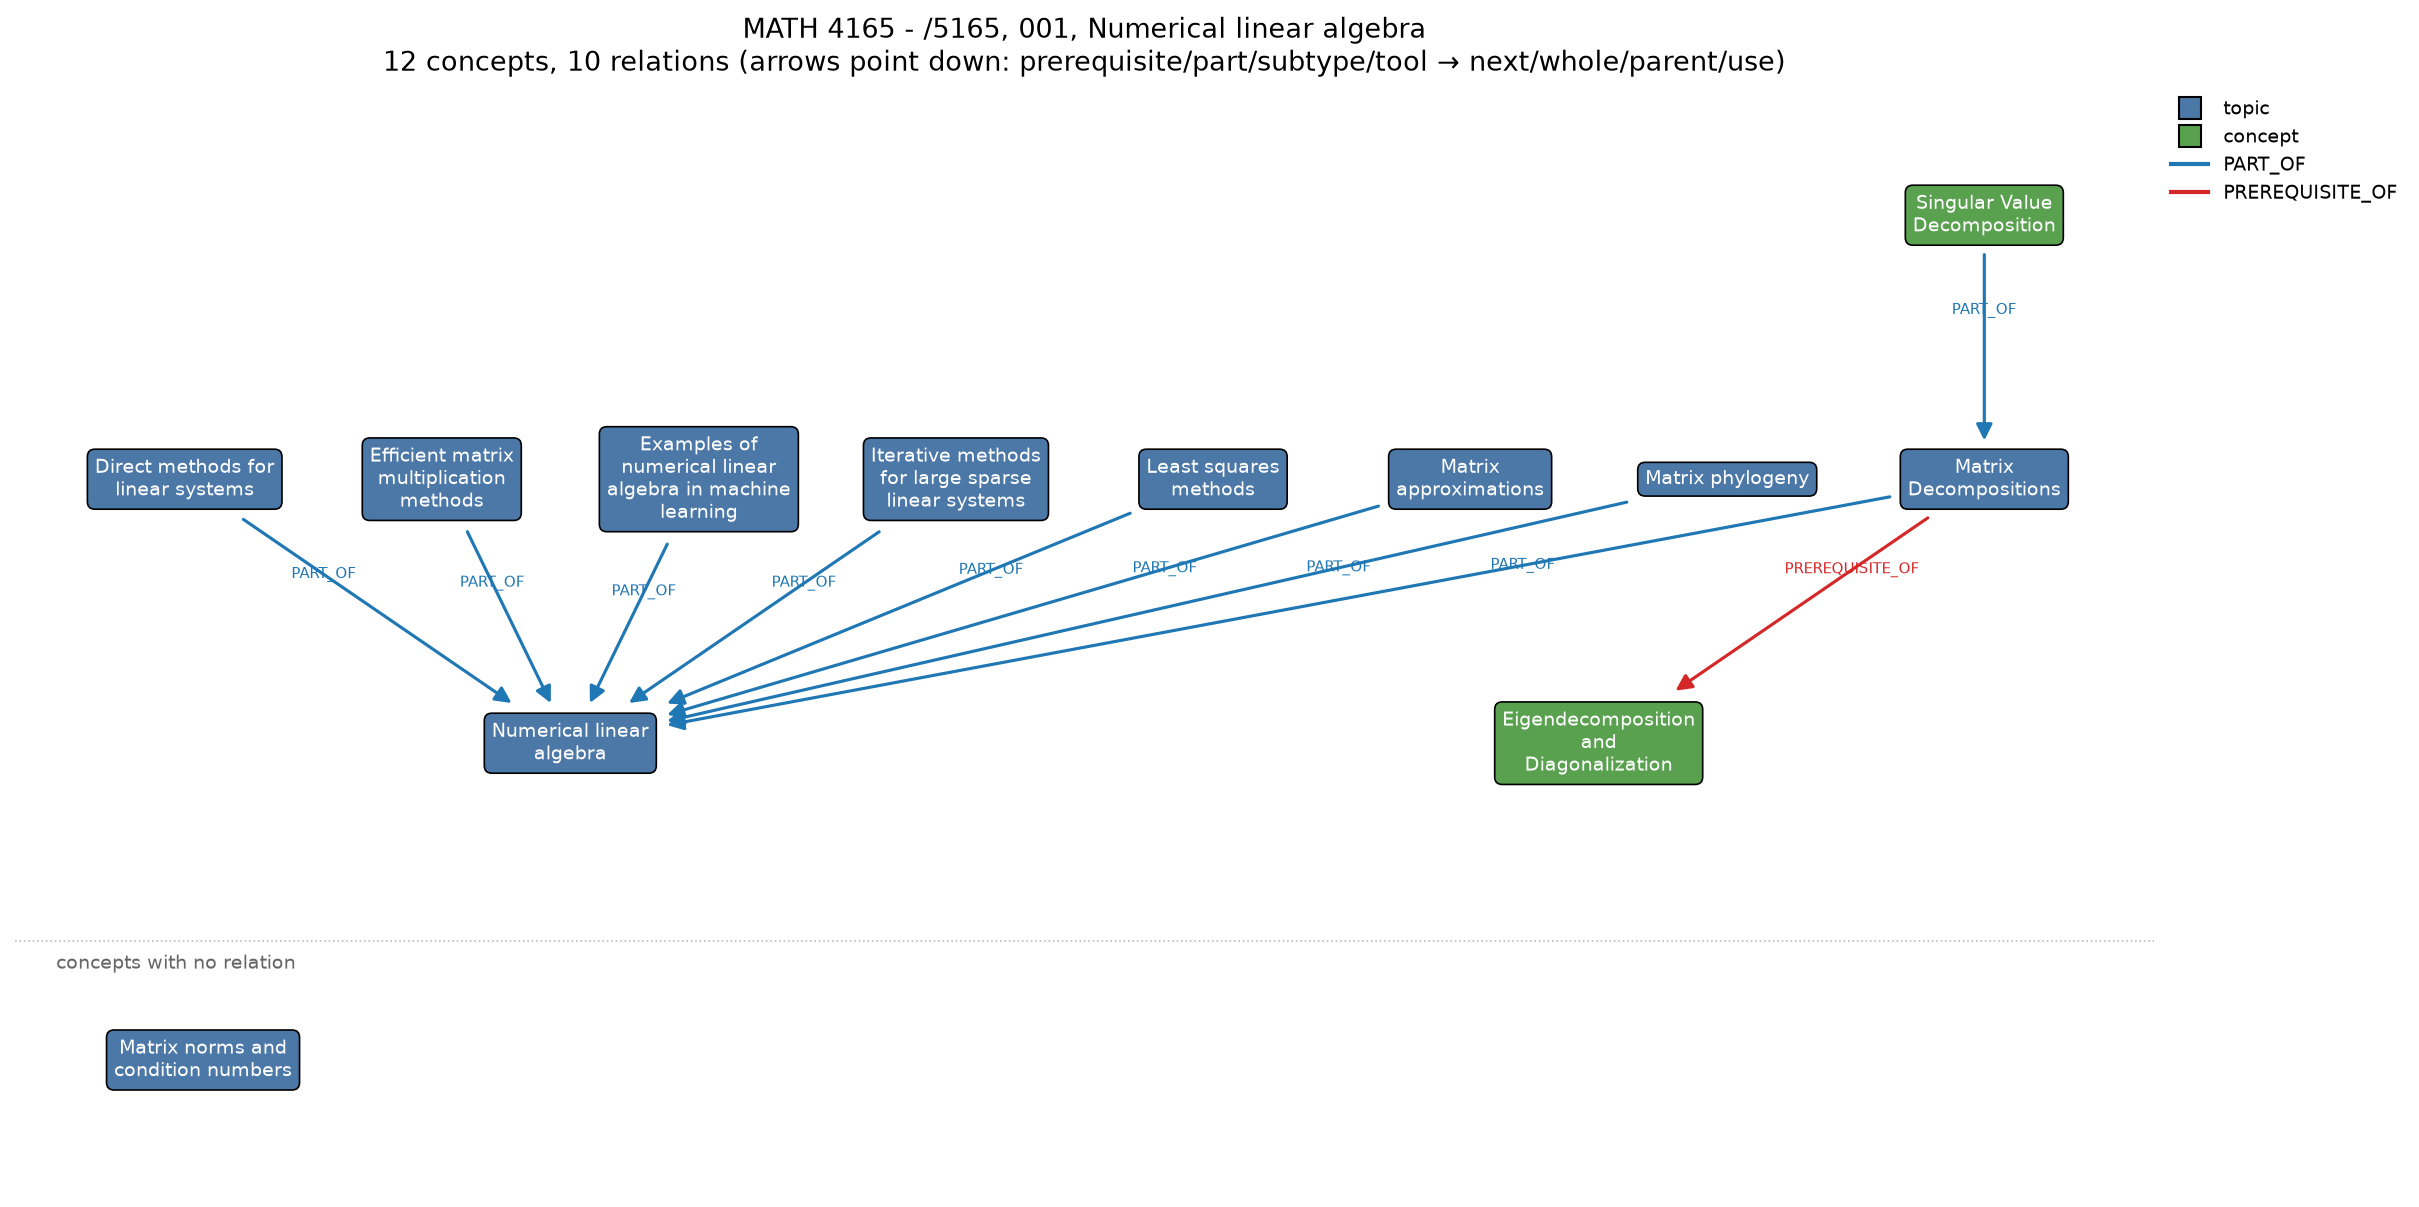 MATH 4165 - /5165, 001, Numerical linear algebra
12 concepts, 10 relations (arrows point down: prerequisite/part/subtype/tool → next/whole/parent/use)
topic
concept
PART_OF
PREREQUISITE_OF
Singular Value
Decomposition
PART_OF
Direct methods for
linear systems
Efficient matrix
multiplication
methods
Examples of
numerical linear
algebra in machine
learning
Iterative methods
for large sparse
linear systems
Least squares
methods
Matrix
approximations
Matrix phylogeny
Matrix
Decompositions
PART_OF
PART_OF
PART_OF
PART_OF
PART_OF
PART_OF
PART_OF
PART_OF
PREREQUISITE_OF
Numerical linear
algebra
Eigendecomposition
and
Diagonalization
concepts with no relation
Matrix norms and
condition numbers